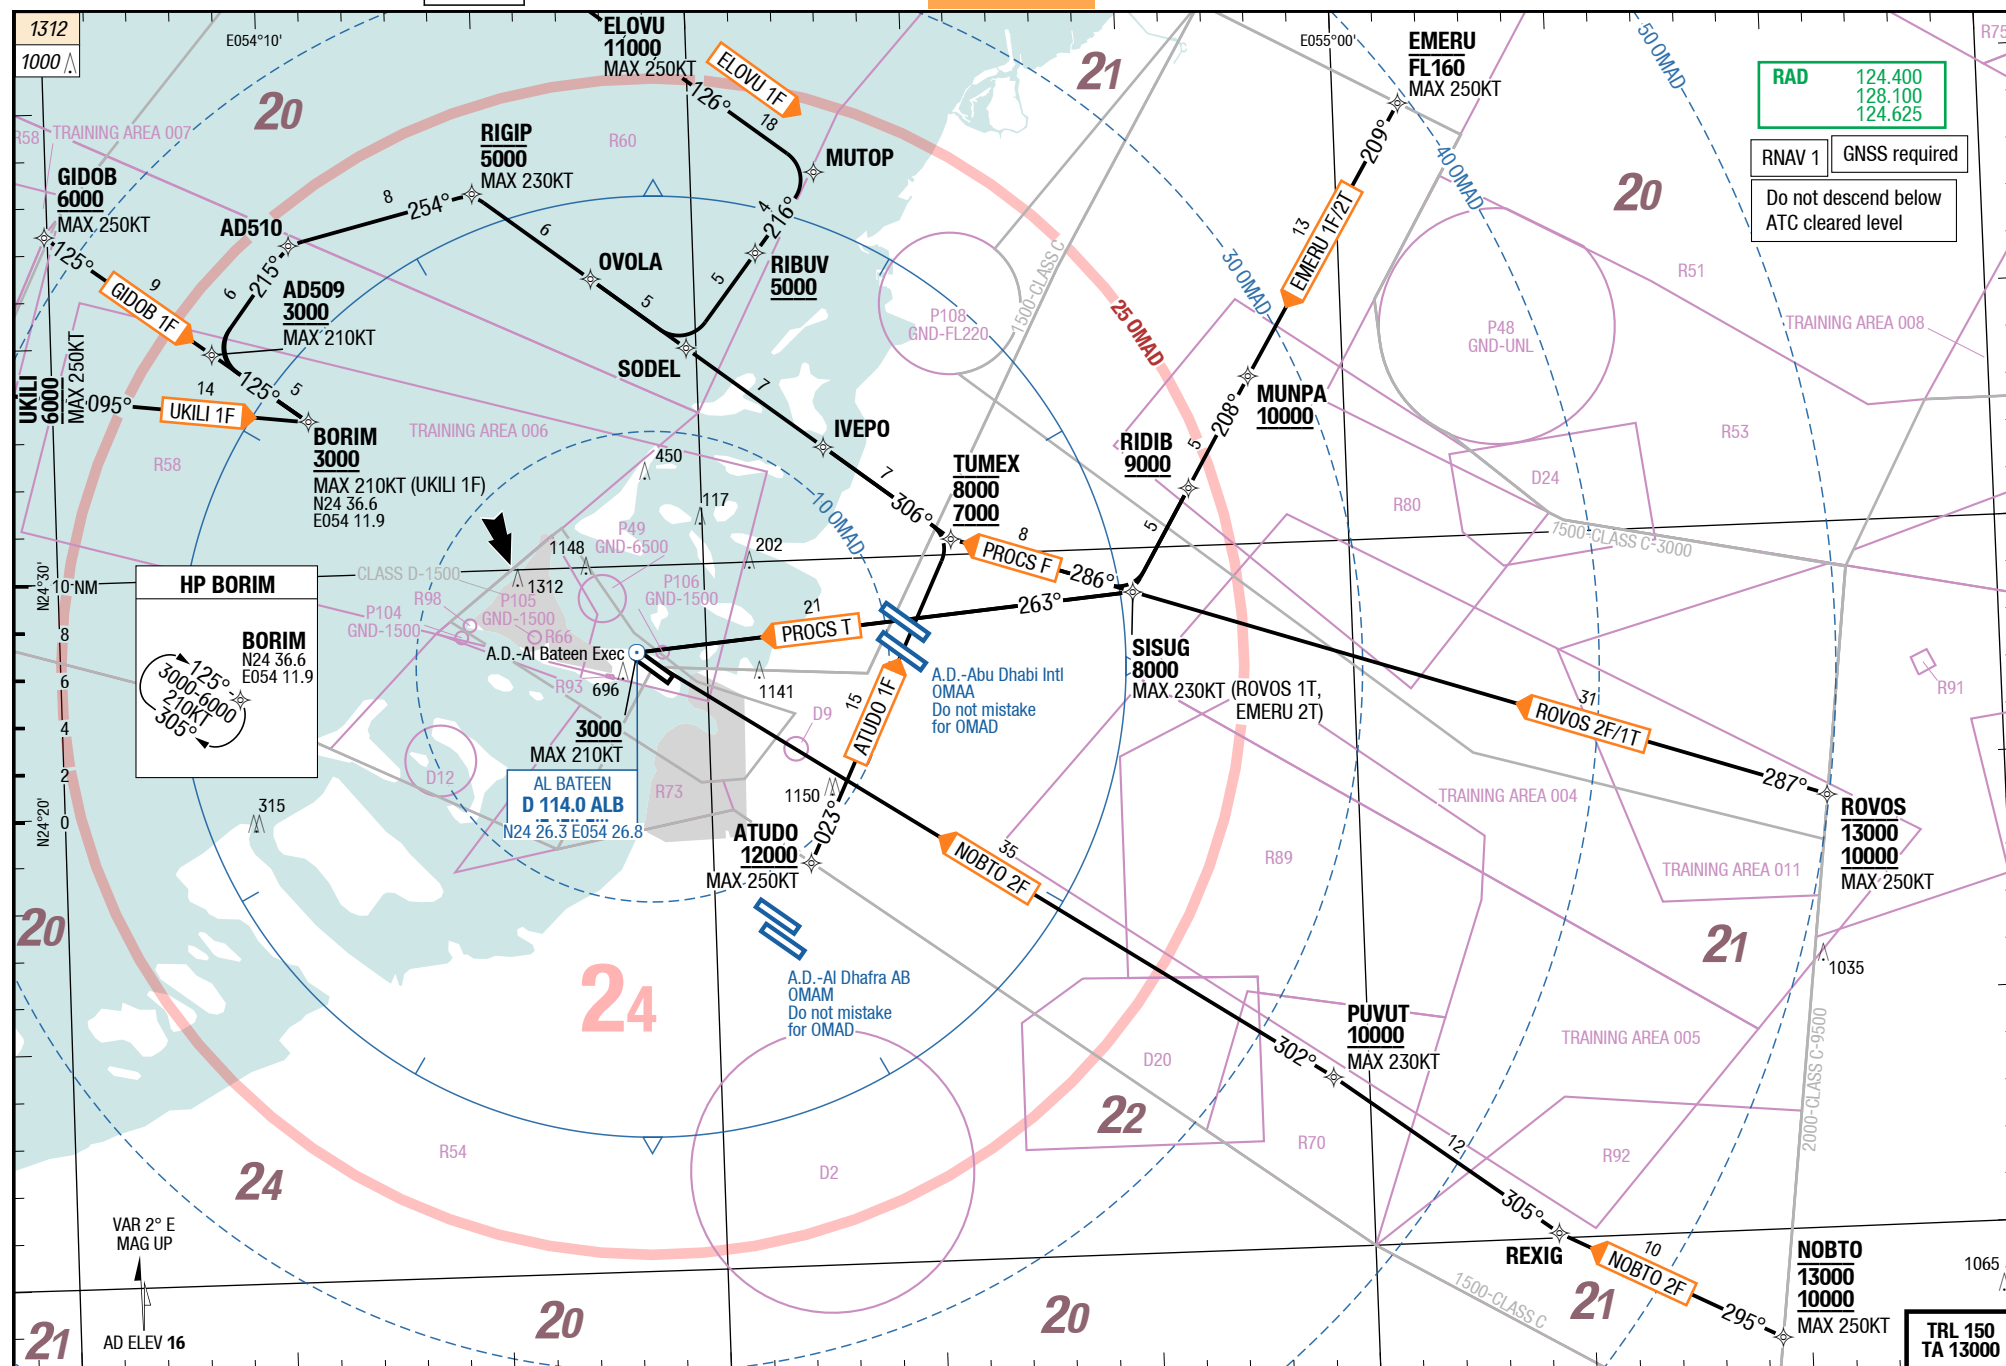 1312
1000
E054°10'
20
ELOVU
11000
MAX 250KT
ELOVU 1F
126°
18
MUTOP
21
E055°00'
EMERU
FL160
MAX 250KT
50 OMAD
R75
RAD 124.400
128.100
124.625
RNAV 1
GNSS required
Do not descend below
ATC cleared level
R58
TRAINING AREA 007
GIDOB
6000
MAX 250KT
125°
9
GIDOB 1F
8
254°
RIGIP
5000
MAX 230KT
R60
AD510
215°
6
AD509
3000
MAX 210KT
6
OVOLA
5
4
216°
5
RIBUV
5000
SODEL
7
IVEPO
7
306°
209°
13
EMERU 1F/2T
40 OMAD
20
30 OMAD
R51
P108
GND-FL220
1500-CLASS C
25 OMAD
P48
GND-UNL
TRAINING AREA 008
UKILI
6000
MAX 250KT
095°
14
UKILI 1F
125°
5
BORIM
3000
MAX 210KT (UKILI 1F)
N24 36.6
E054 11.9
TRAINING AREA 006
R58
450
117
10 OMAD
TUMEX
8000
7000
8
PROCS F
286°
RIDIB
9000
5
208°
5
MUNPA
10000
R53
D24
R80
1500-CLASS C-3000
P49
GND-6500
1148
202
CLASS D-1500
1312
R98
P105
GND-1500
P106
GND-1500
P104
GND-1500
R66
A.D.-Al Bateen Exec
R93
696
21
PROCS T
263°
1141
N24°30'
10 NM
8
6
4
2
0
N24°20'
HP BORIM
BORIM
N24 36.6
E054 11.9
125°
3000-6000
210KT
305°
SISUG
8000
MAX 230KT (ROVOS 1T,
EMERU 2T)
A.D.-Abu Dhabi Intl
OMAA
Do not mistake
for OMAD
D9
15
ATUDO 1F
3000
MAX 210KT
AL BATEEN
D 114.0 ALB
N24 26.3 E054 26.8
D12
315
R73
1150
023°
ATUDO
12000
MAX 250KT
31
ROVOS 2F/1T
287°
ROVOS
13000
10000
MAX 250KT
R91
TRAINING AREA 004
35
NOBTO 2F
R89
TRAINING AREA 011
21
1035
20
24
A.D.-Al Dhafra AB
OMAM
Do not mistake
for OMAD
PUVUT
10000
MAX 230KT
302°
D20
TRAINING AREA 005
2000-CLASS C-9500
22
R54
D2
R70
12
R92
24
VAR 2° E
MAG UP
AD ELEV 16
305°
REXIG
10
NOBTO 2F
295°
NOBTO
13000
10000
MAX 250KT
1065
1500-CLASS C
21
20
20
21
TRL 150
TA 13000